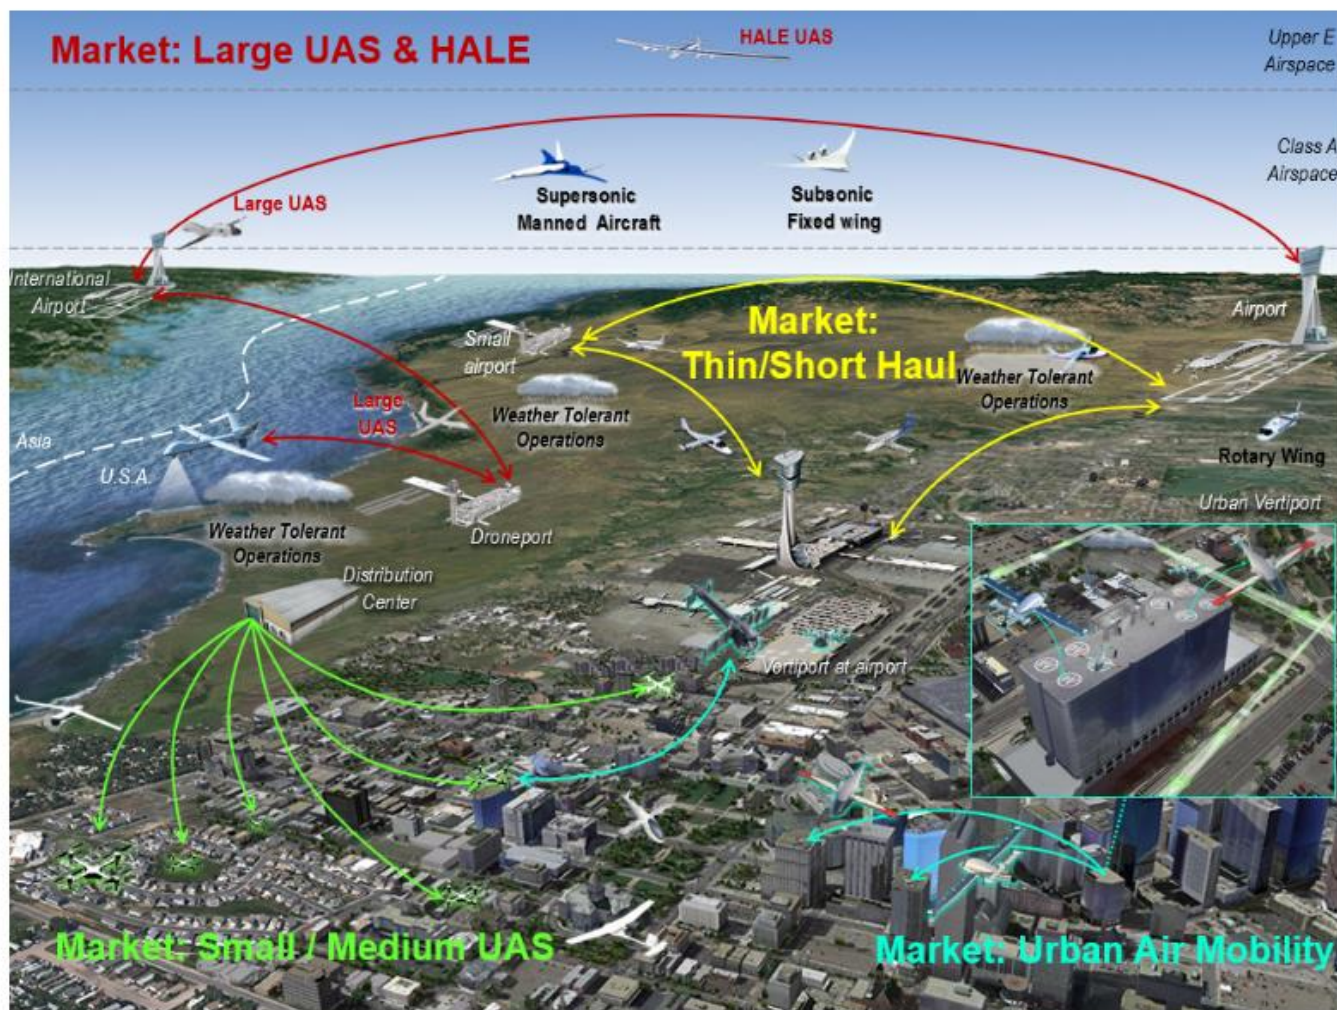 Market: Large UAS & HALE
HALE UAS
Upper E
Airspace
Class A
Airspace
Supersonic
Manned Aircraft
Subsonic
Fixed wing
Large UAS
International
Airport
Small
airport
Market:
Thin/Short Haul
Airport
Weather Tolerant
Operations
Weather Tolerant
Operations
Large
UAS
Asia
U.S.A.
Rotary Wing
Urban Vertiport
Weather Tolerant
Operations
Droneport
Distribution
Center
Vertiport at airport
Market: Small / Medium UAS
Market: Urban Air Mobility